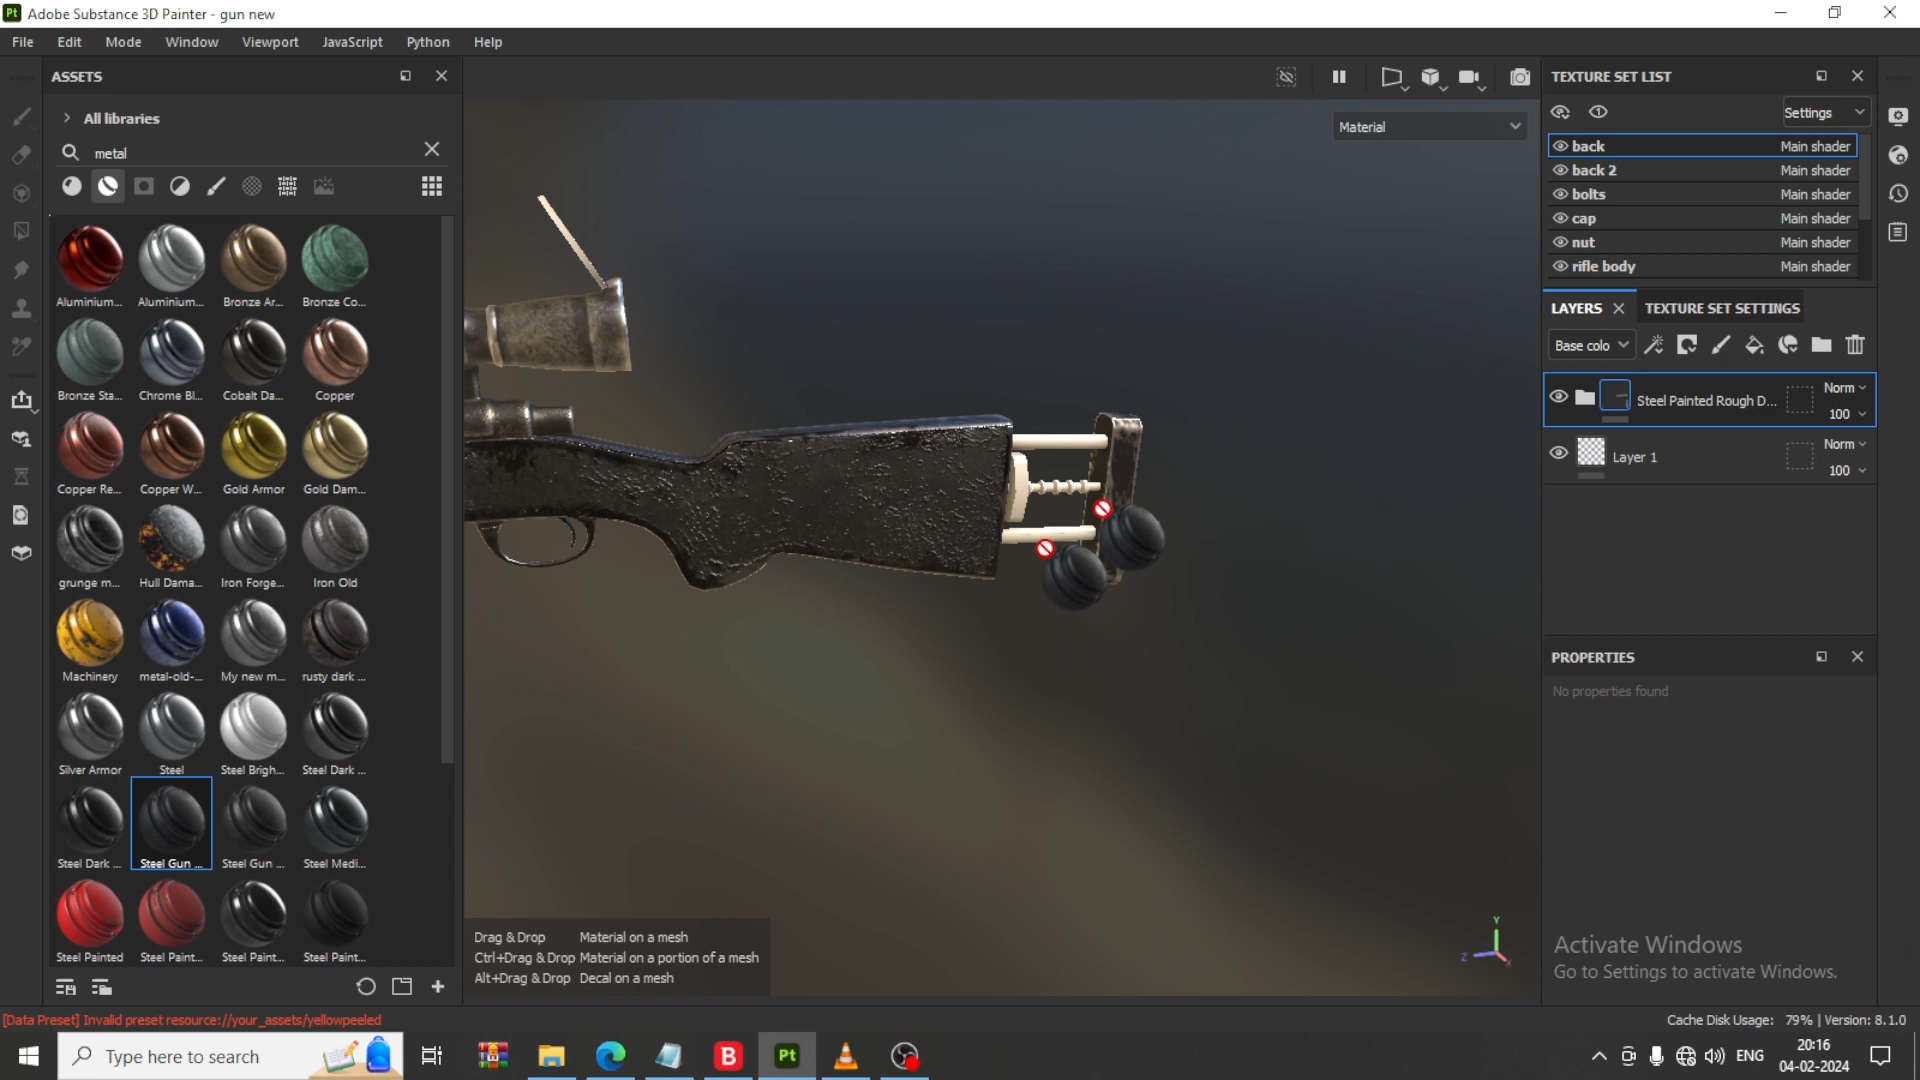 Pt Adobe Substance 3D Painter - gun new
File Edit Mode Window Viewport JavaScript Python Help
ASSETS
All libraries
metal
Aluminium... Aluminium... Bronze Ar... Bronze Co...
Bronze Sta... Chrome Bl... Cobalt Da... Copper
Copper Re... Copper W... Gold Armor Gold Dam...
grunge m... Hull Dama... Iron Forge... Iron Old
Machinery metal-old-... My new m... rusty dark ...
Silver Armor Steel Steel Brigh... Steel Dark ...
Steel Dark ... Steel Gun ... Steel Gun ... Steel Medi...
Steel Painted Steel Paint... Steel Paint... Steel Paint...
Material
Drag & Drop Material on a mesh
Ctrl+Drag & Drop Material on a portion of a mesh
Alt+Drag & Drop Decal on a mesh
Y
Z
X
TEXTURE SET LIST
Settings
back Main shader
back 2 Main shader
bolts Main shader
cap Main shader
nut Main shader
rifle body Main shader
LAYERS TEXTURE SET SETTINGS
Base colo
Steel Painted Rough D... Norm
100
Layer 1 Norm
100
PROPERTIES
No properties found
Activate Windows
Go to Settings to activate Windows.
[Data Preset] Invalid preset resource://your_assets/yellowpeeled
Cache Disk Usage: 79% | Version: 8.1.0
Type here to search
B
Pt
ENG
20:16
04-02-2024